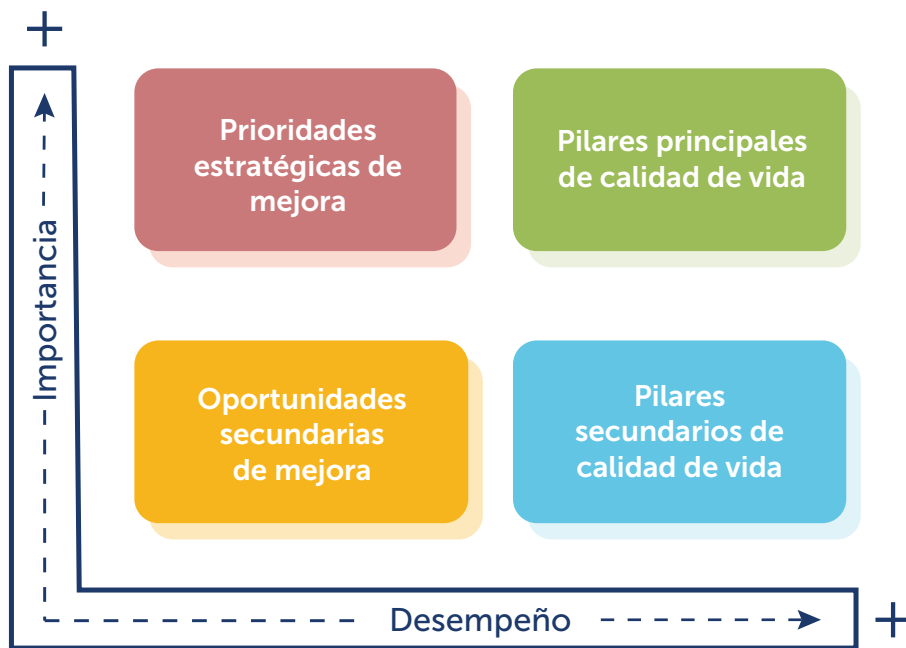 +
Prioridades
estratégicas de
mejora
Pilares principales
de calidad de vida
Importancia
Oportunidades
secundarias
de mejora
Pilares
secundarios de
calidad de vida
Desempeño
+